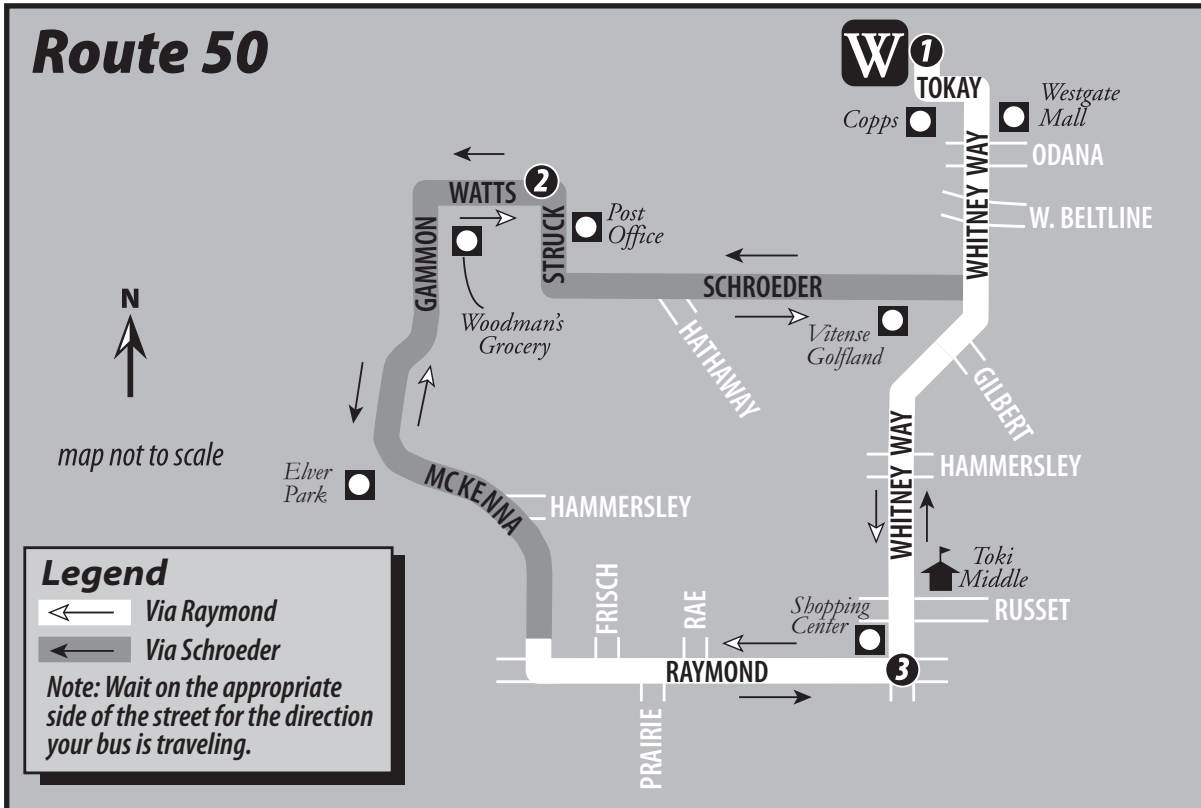 Route 50
W
1
TOKAY
Copps
Westgate
Mall
ODANA
WHITNEY WAY
W. BELTLINE
WATTS
2
STRUCK
Post
Office
GAMMON
SCHROEDER
Woodman's
Grocery
HATHAWAY
Vitense
Golfland
GILBERT
N
map not to scale
Elver
Park
MCKENNA
HAMMERSLEY
WHITNEY WAY
HAMMERSLEY
Toki
Middle
FRISCH
RAE
Shopping
Center
RUSSET
RAYMOND
3
PRAIRIE
Legend
Via Raymond
Via Schroeder
Note: Wait on the appropriate
side of the street for the direction
your bus is traveling.